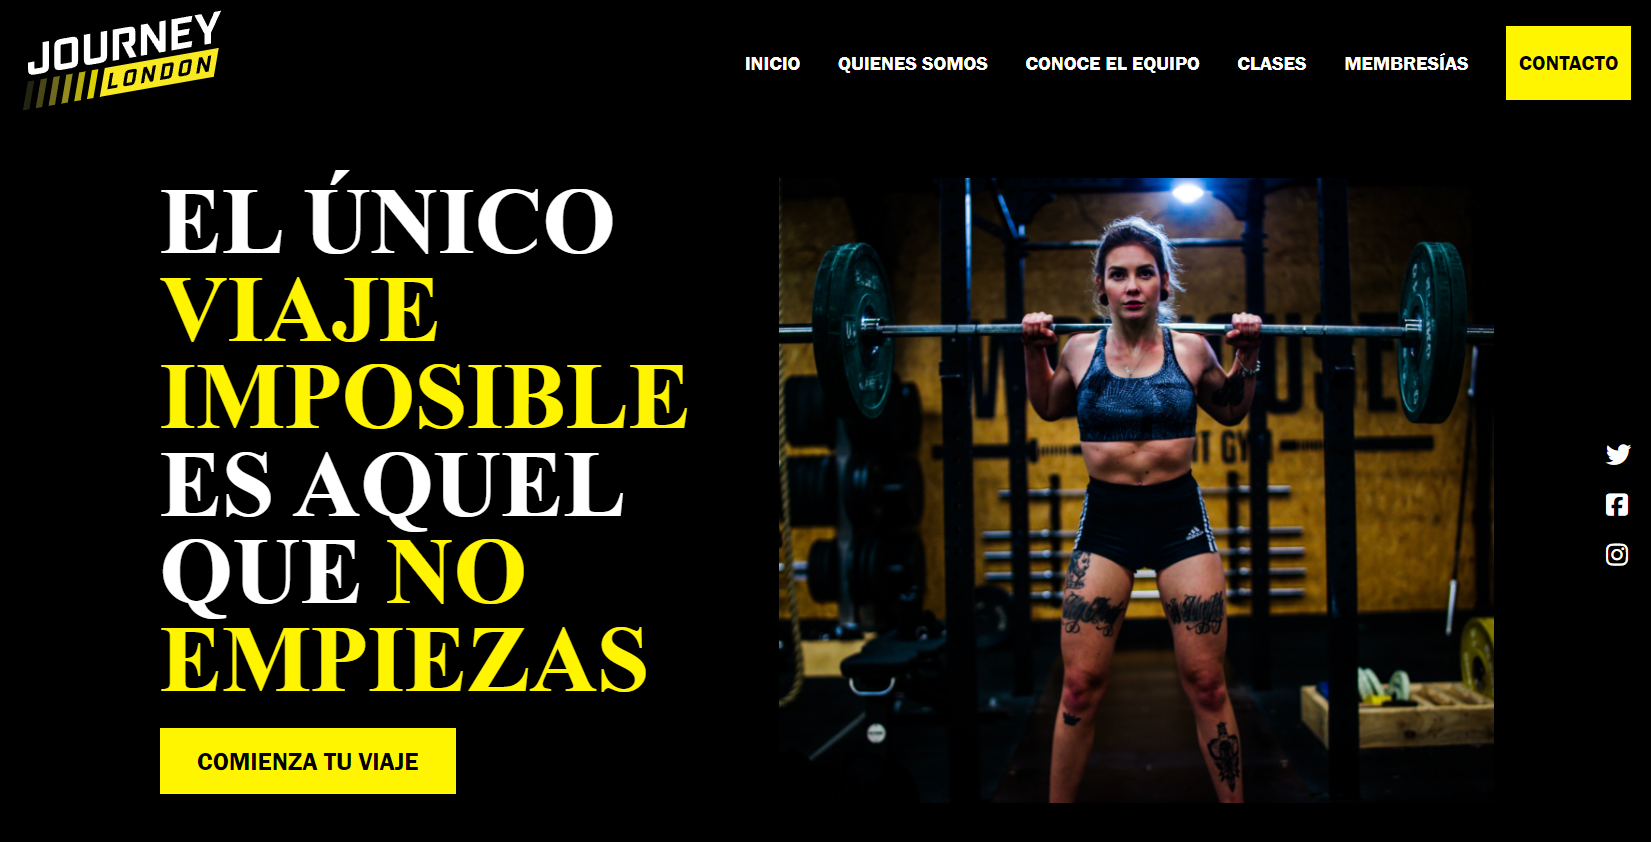 JOURNEY
LONDON
INICIO
QUIENES SOMOS
CONOCE EL EQUIPO
CLASES
MEMBRESÍAS
CONTACTO
EL ÚNICO
VIAJE
IMPOSIBLE
ES AQUEL
QUE NO
EMPIEZAS
COMIENZA TU VIAJE